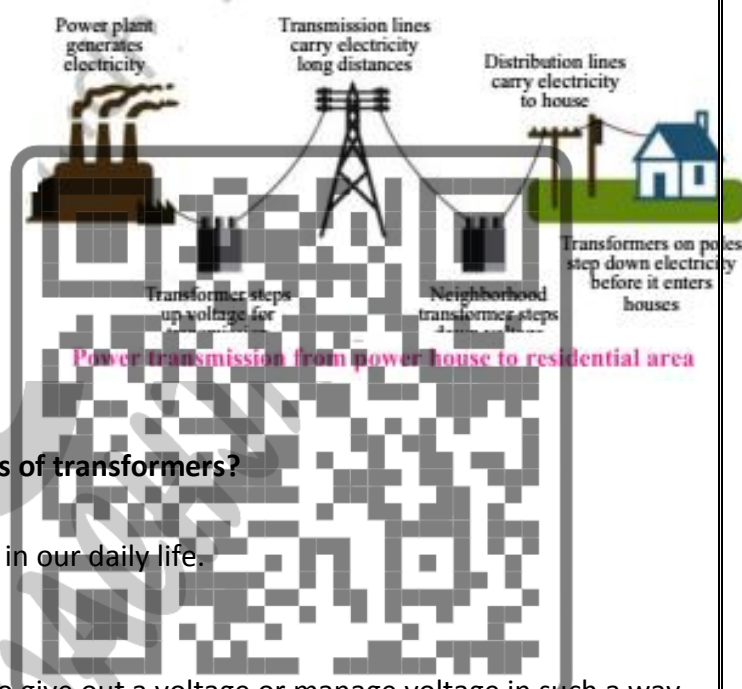 Power plant
generates
electricity
Transmission lines
carry electricity
long distances
Distribution lines
carry electricity
to house
Transformer steps
up voltage for
transmission
Neighborhood
transformer steps
down voltage
Transformers on poles
step down electricity
before it enters
houses
Power transmission from power house to residential area
s of transformers?
in our daily life.
give out a voltage or manage voltage in such a way